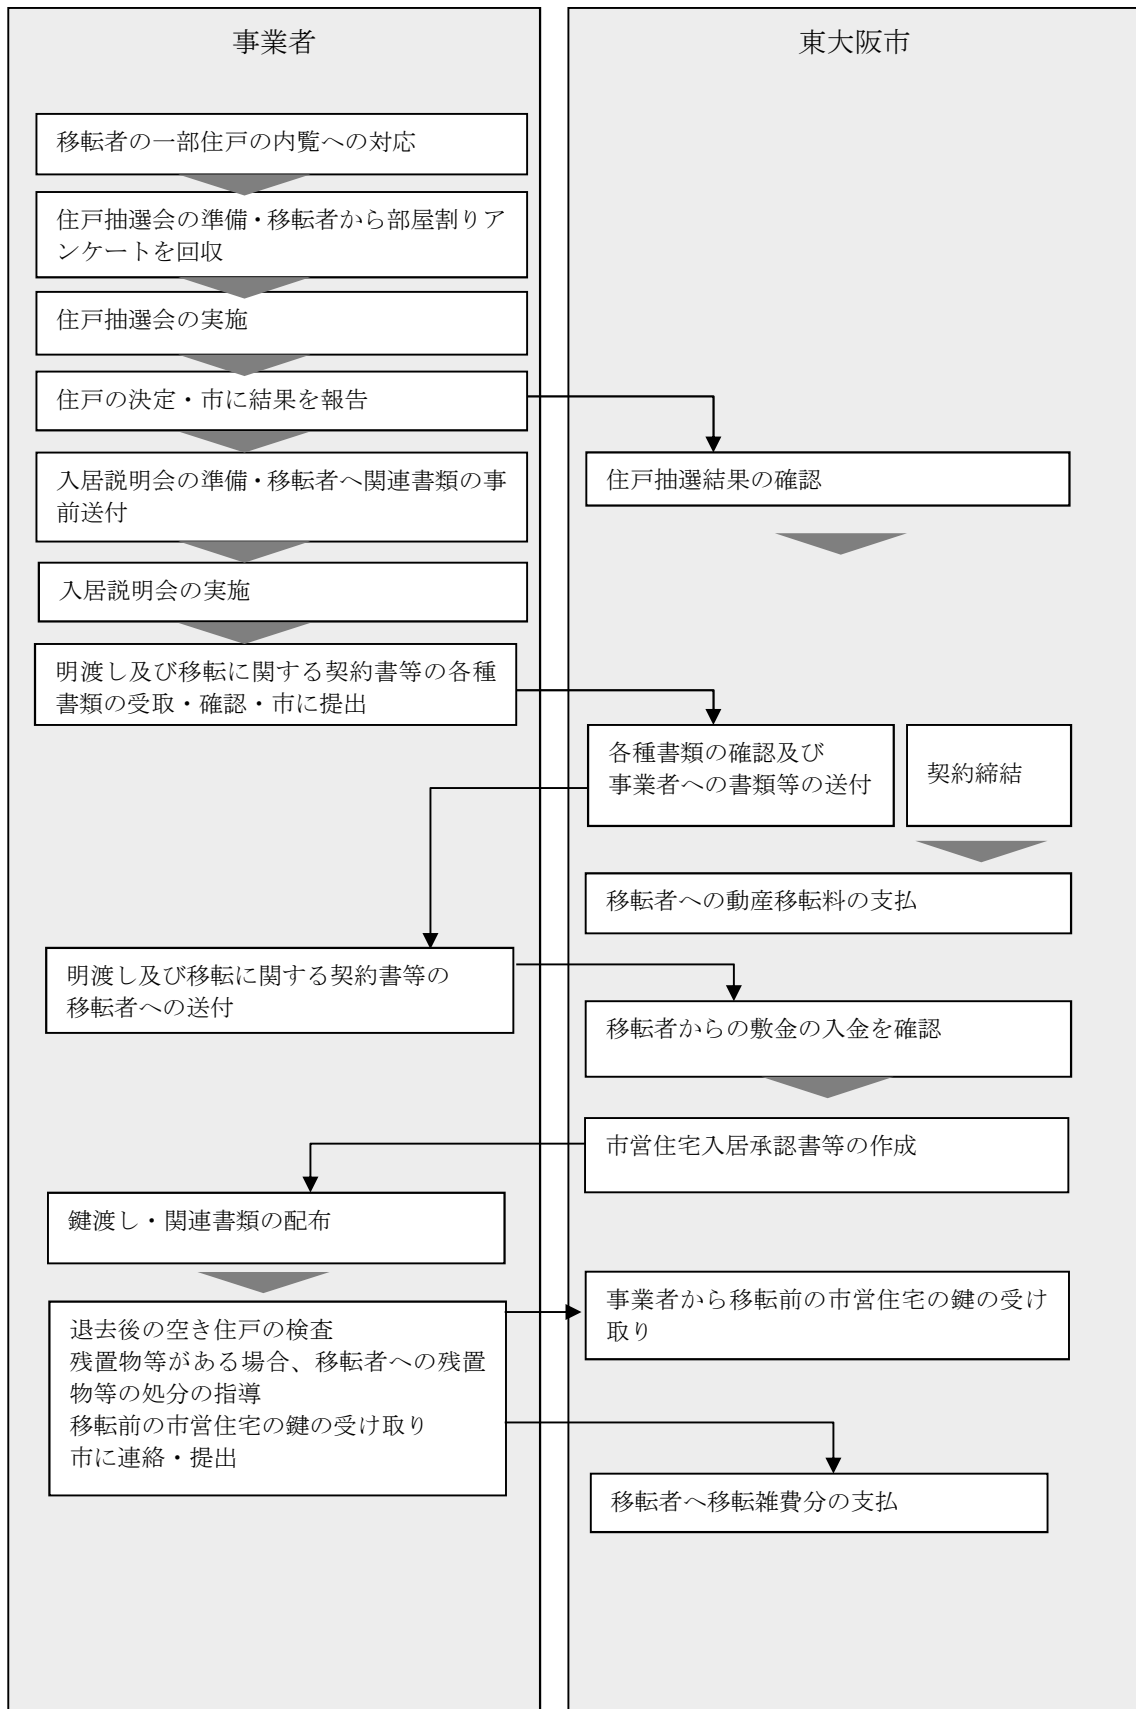 事業者
移転者の一部住戸の内覧への対応
住戸抽選会の準備・移転者から部屋割りア
ンケートを回収
住戸抽選会の実施
住戸の決定・市に結果を報告
入居説明会の準備・移転者へ関連書類の事
前送付
入居説明会の実施
明渡し及び移転に関する契約書等の各種
書類の受取・確認・市に提出
明渡し及び移転に関する契約書等の
移転者への送付
鍵渡し・関連書類の配布
退去後の空き住戸の検査
残置物等がある場合、移転者への残置
物等の処分の指導
移転前の市営住宅の鍵の受け取り
市に連絡・提出
東大阪市
住戸抽選結果の確認
各種書類の確認及び
事業者への書類等の送付
契約締結
移転者への動産移転料の支払
移転者からの敷金の入金を確認
市営住宅入居承認書等の作成
事業者から移転前の市営住宅の鍵の受け
取り
移転者へ移転雑費分の支払